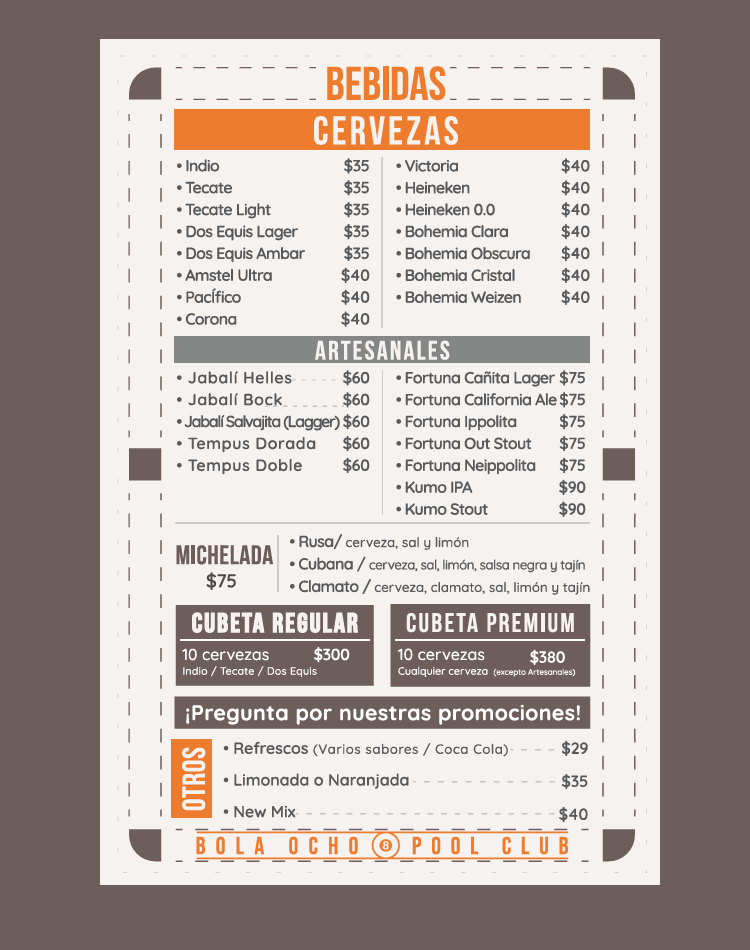 BEBIDAS
CERVEZAS
• Indio $35
• Tecate $35
• Tecate Light $35
• Dos Equis Lager $35
• Dos Equis Ambar $35
• Amstel Ultra $40
• Pacífico $40
• Corona $40
• Victoria $40
• Heineken $40
• Heineken 0.0 $40
• Bohemia Clara $40
• Bohemia Obscura $40
• Bohemia Cristal $40
• Bohemia Weizen $40
ARTESANALES
• Jabalí Helles $60
• Jabalí Bock $60
• Jabalí Salvajita (Lagger) $60
• Tempus Dorada $60
• Tempus Doble $60
• Fortuna Cañita Lager $75
• Fortuna California Ale $75
• Fortuna Ippolita $75
• Fortuna Out Stout $75
• Fortuna Neippolita $75
• Kumo IPA $90
• Kumo Stout $90
MICHELADA
$75
• Rusa/ cerveza, sal y limón
• Cubana / cerveza, sal, limón, salsa negra y tajín
• Clamato / cerveza, clamato, sal, limón y tajín
CUBETA REGULAR
10 cervezas $300
Indio / Tecate / Dos Equis
CUBETA PREMIUM
10 cervezas $380
Cualquier cerveza (excepto Artesanales)
¡Pregunta por nuestras promociones!
OTROS
• Refrescos (Varios sabores / Coca Cola) $29
• Limonada o Naranjada $35
• New Mix $40
BOLA OCHO 8 POOL CLUB